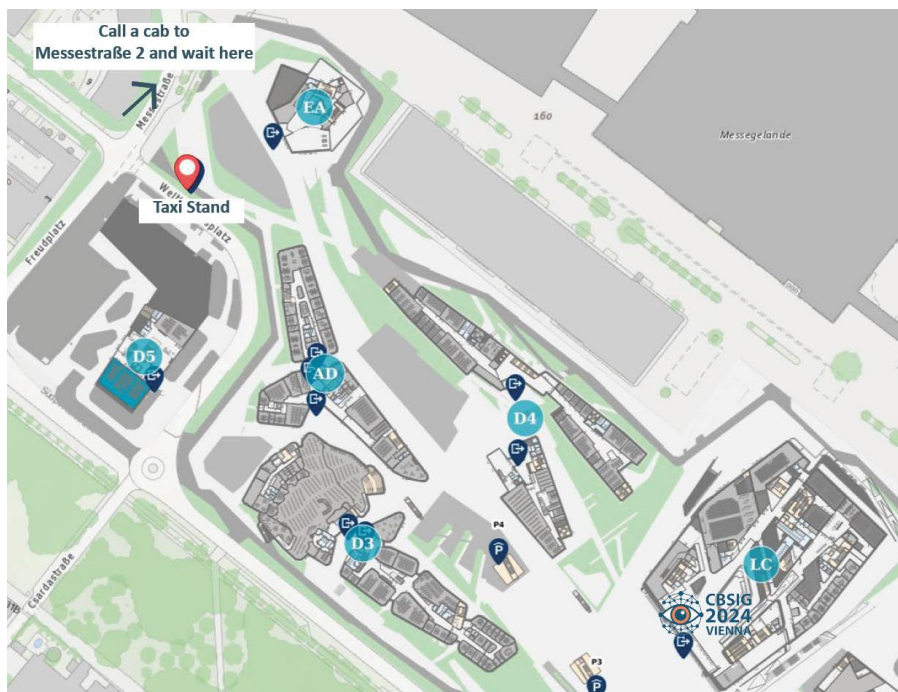 Call a cab to
Messestraße 2 and wait here
Messestraße
EA
160
Messegelände
Taxi Stand
Freudplatz
D5
AD
D4
D3
P4
P
LC
CBSIG
2024
VIENNA
Csardastraße
P3
P